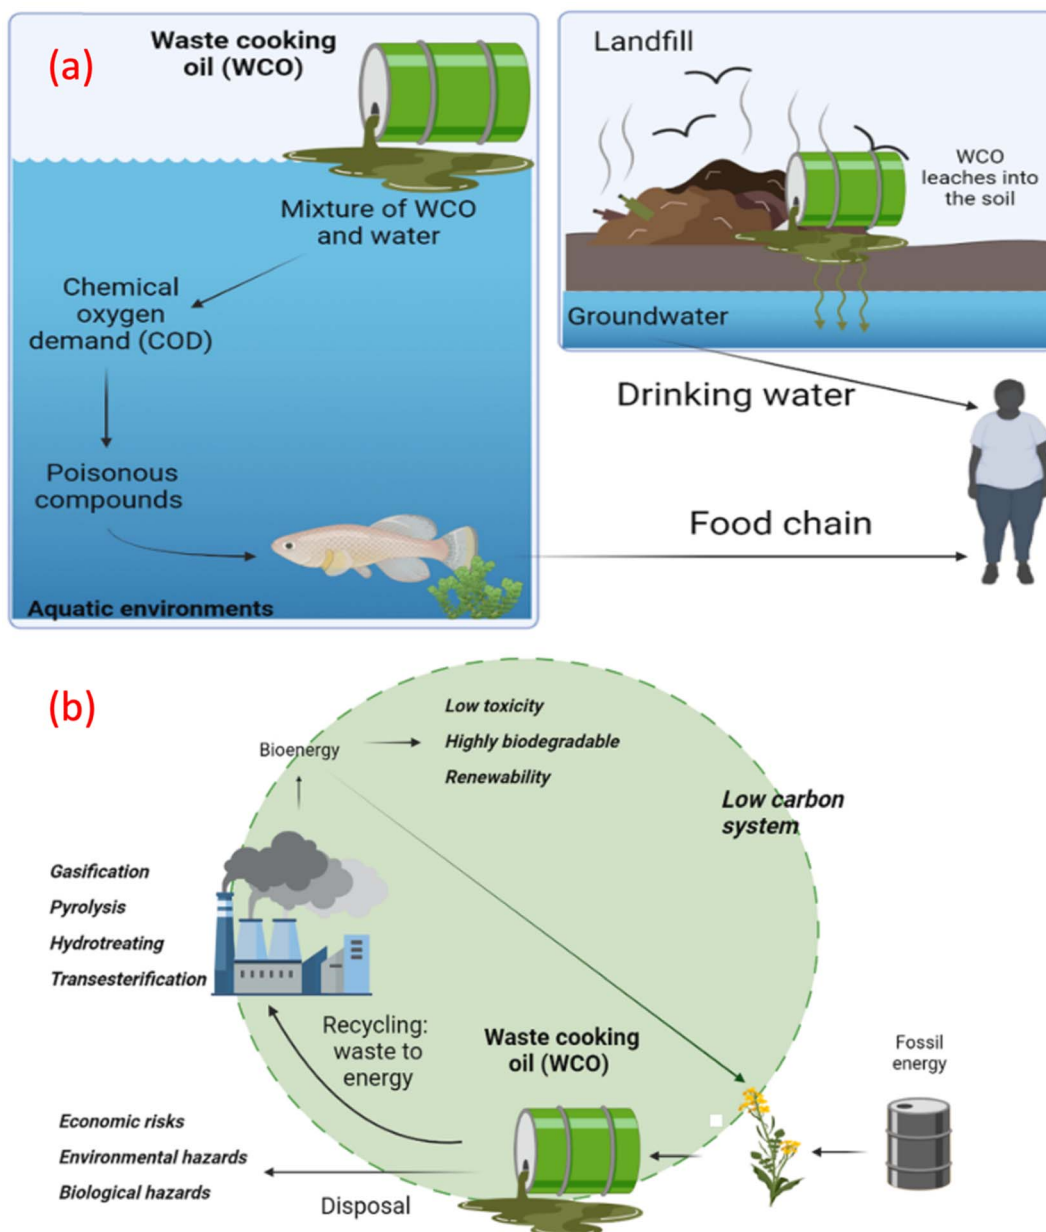 (a)
Waste cooking
oil (WCO)
Mixture of WCO
and water
Chemical
oxygen
demand (COD)
Poisonous
compounds
Aquatic environments
Landfill
WCO
leaches into
the soil
Groundwater
Drinking water
Food chain
(b)
Low toxicity
Bioenergy
Highly biodegradable
Renewability
Low carbon
system
Gasification
Pyrolysis
Hydrotreating
Transesterification
Recycling:
waste to
energy
Waste cooking
oil (WCO)
Fossil
energy
Economic risks
Environmental hazards
Biological hazards
Disposal